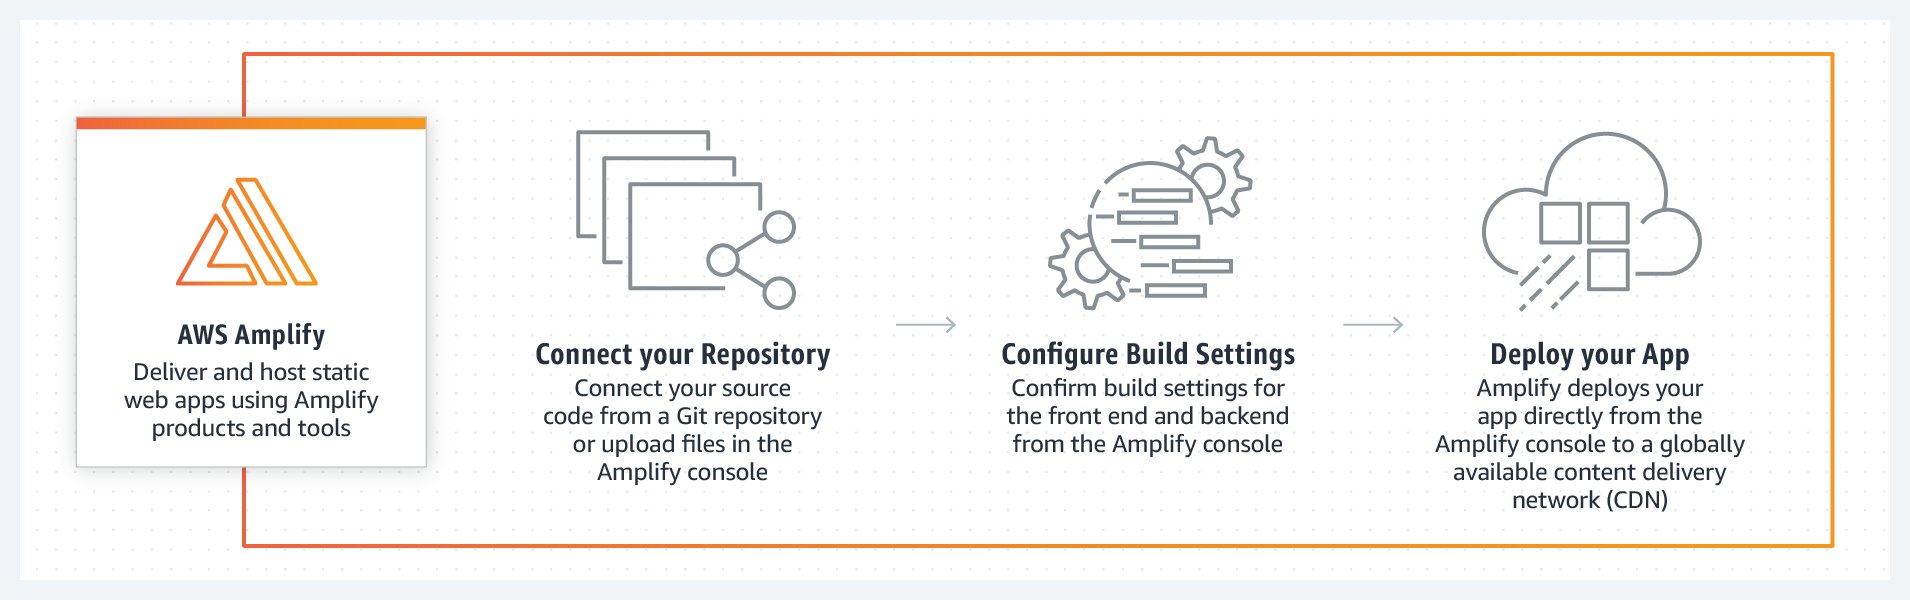 AWS Amplify
Deliver and host static
web apps using Amplify
products and tools
Connect your Repository
Connect your source
code from a Git repository
or upload files in the
Amplify console
Configure Build Settings
Confirm build settings for
the front end and backend
from the Amplify console
Deploy your App
Amplify deploys your
app directly from the
Amplify console to a globally
available content delivery
network (CDN)